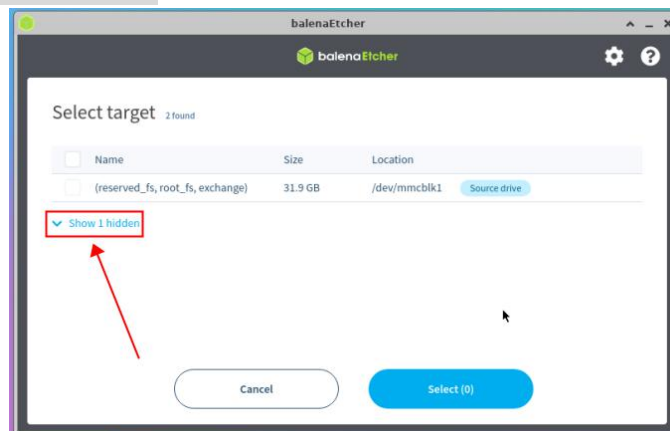 balenaEtcher
balenaEtcher
Select target 2 found
Name Size Location
(reserved_fs, root_fs, exchange) 31.9 GB /dev/mmcblk1 Source drive
Show 1 hidden
Cancel Select (0)